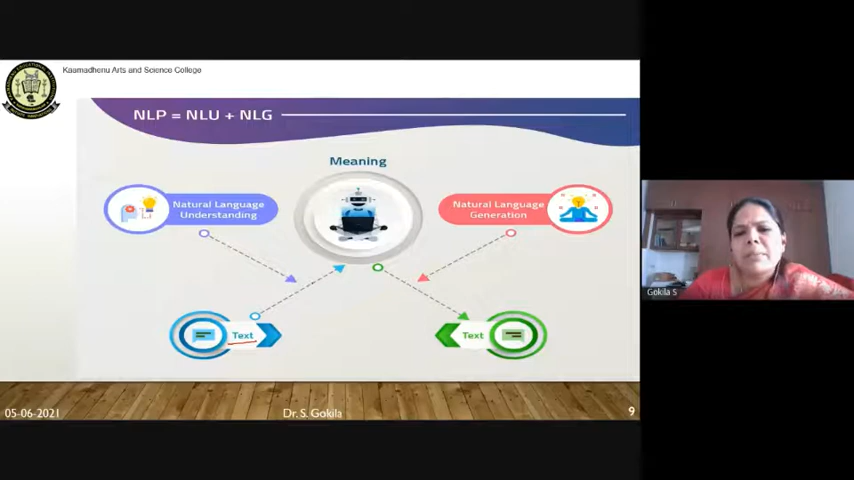 Kaamadhenu Arts and Science College
NLP = NLU + NLG
Meaning
Natural Language
Understanding
Natural Language
Generation
Text
Text
Gokila S
05-06-2021
Dr. S. Gokila
9